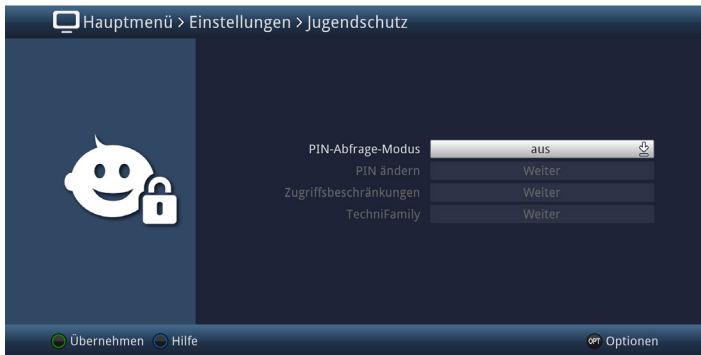 Hauptmenü > Einstellungen > Jugendschutz
PIN-Abfrage-Modus aus
PIN ändern Weiter
Zugriffsbeschränkungen Weiter
TechniFamily Weiter
Übernehmen Hilfe OPT Optionen